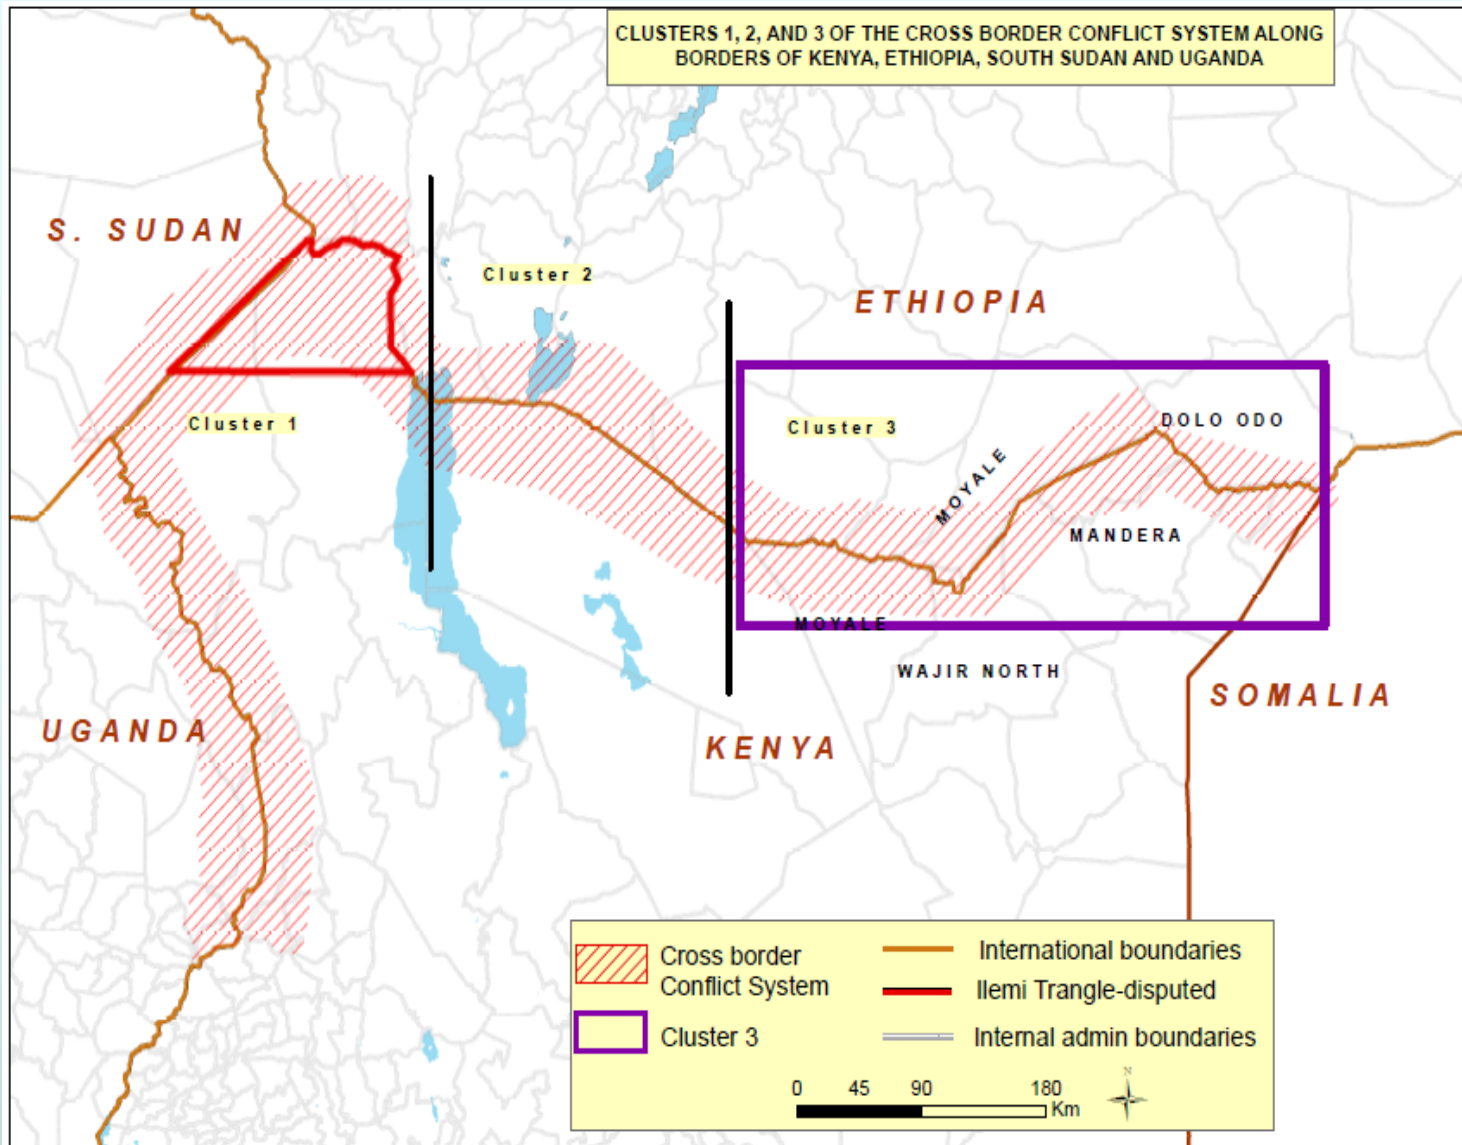 CLUSTERS 1, 2, AND 3 OF THE CROSS BORDER CONFLICT SYSTEM ALONG
BORDERS OF KENYA, ETHIOPIA, SOUTH SUDAN AND UGANDA
S. SUDAN
Cluster 2
ETHIOPIA
Cluster 1
Cluster 3
DOLO ODO
MOYALE
MANDERA
MOYALE
WAJIR NORTH
SOMALIA
UGANDA
KENYA
Cross border
Conflict System
Cluster 3
International boundaries
Ilemi Trangle-disputed
Internal admin boundaries
0 45 90 180
Km
N